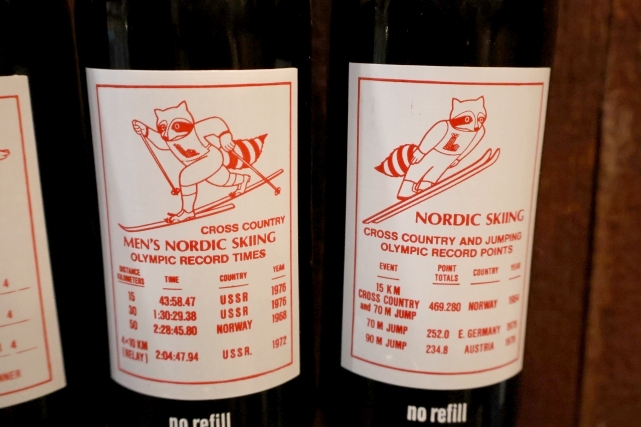 CROSS COUNTRY
MEN'S NORDIC SKIING
OLYMPIC RECORD TIMES
DISTANCE KILOMETERS TIME COUNTRY YEAR
15 43:58.47 USSR 1976
30 1:30:29.38 USSR 1976
50 2:28:45.80 NORWAY 1968
4×10 KM
(RELAY) 2:04:47.94 USSR. 1972
no refill
NORDIC SKIING
CROSS COUNTRY AND JUMPING
OLYMPIC RECORD POINTS
EVENT POINT TOTALS COUNTRY YEAR
15 KM
CROSS COUNTRY
and 70 M JUMP 469.280 NORWAY
70 M JUMP 252.0 E. GERMANY
90 M JUMP 234.8 AUSTRIA
no refill
4
4
4